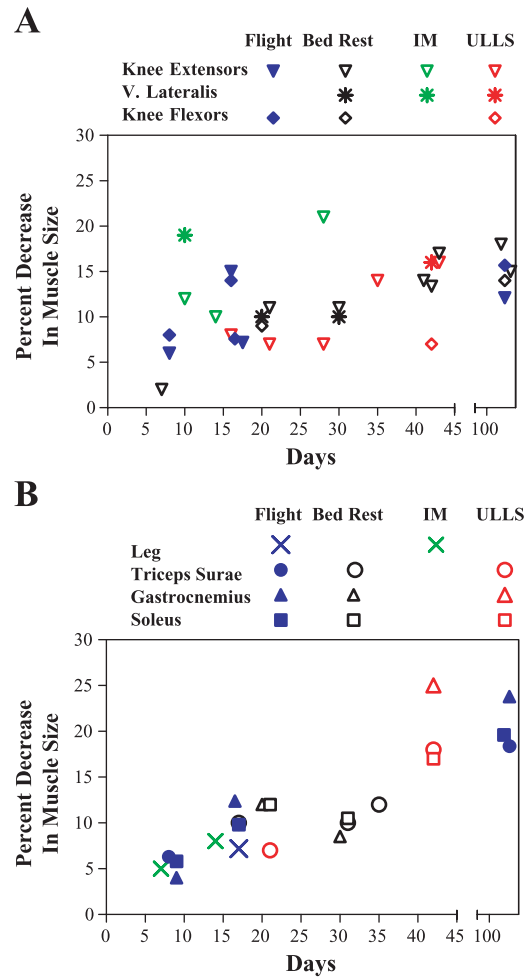 A
Flight Bed Rest IM ULLS
Knee Extensors
V. Lateralis
Knee Flexors
30
25
20
15
10
5
0
Percent Decrease
In Muscle Size
0 5 10 15 20 25 30 35 40 45 100
Days
B
Flight Bed Rest IM ULLS
Leg
Triceps Surae
Gastrocnemius
Soleus
30
25
20
15
10
5
0
Percent Decrease
In Muscle Size
0 5 10 15 20 25 30 35 40 45 100
Days